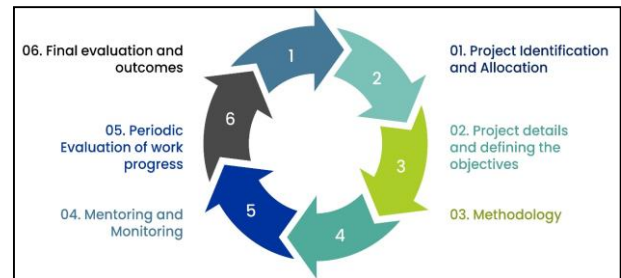 06. Final evaluation and
outcomes
05. Periodic
Evaluation of work
progress
04. Mentoring and
Monitoring
1
2
3
4
5
6
01. Project Identification
and Allocation
02. Project details
and defining the
objectives
03. Methodology